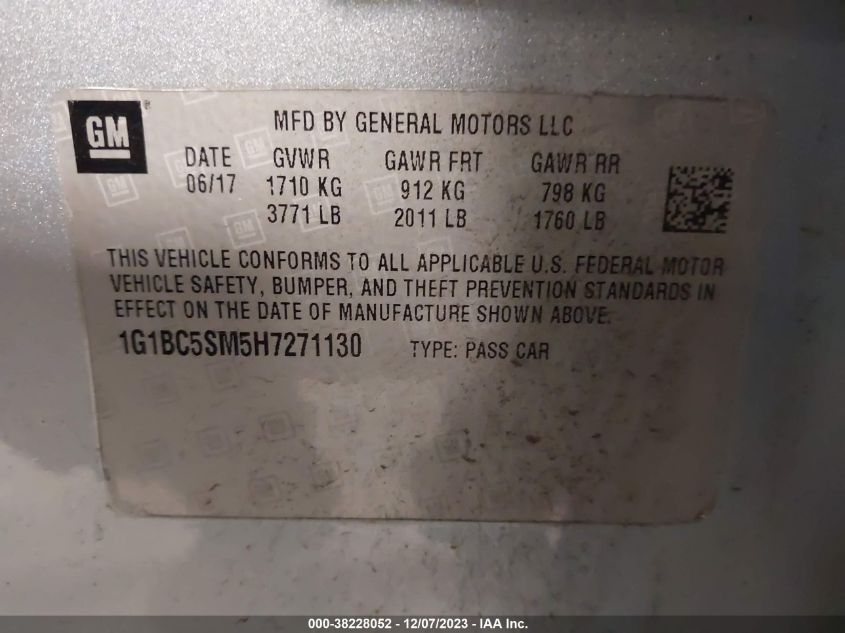 GM ®
MFD BY GENERAL MOTORS LLC
DATE GVWR GAWR FRT GAWR RR
06/17 1710 KG 912 KG 798 KG
3771 LB 2011 LB 1760 LB
THIS VEHICLE CONFORMS TO ALL APPLICABLE U.S. FEDERAL MOTOR
VEHICLE SAFETY, BUMPER, AND THEFT PREVENTION STANDARDS IN
EFFECT ON THE DATE OF MANUFACTURE SHOWN ABOVE.
1G1BC5SM5H7271130 TYPE: PASS CAR
000-38228052 - 12/07/2023 - IAA Inc.